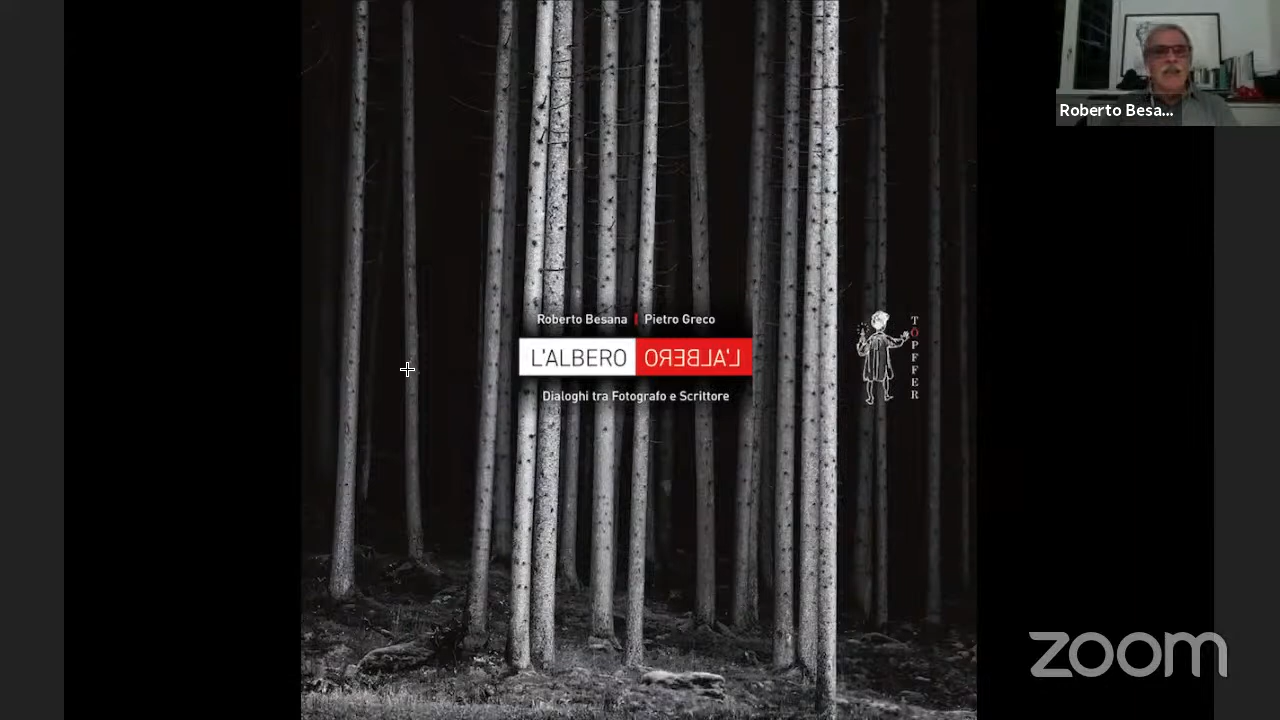 Roberto Besa...
Roberto Besana | Pietro Greco
L'ALBERO L'ALBERO
Dialoghi tra Fotografo e Scrittore
TÖPFFER
zoom